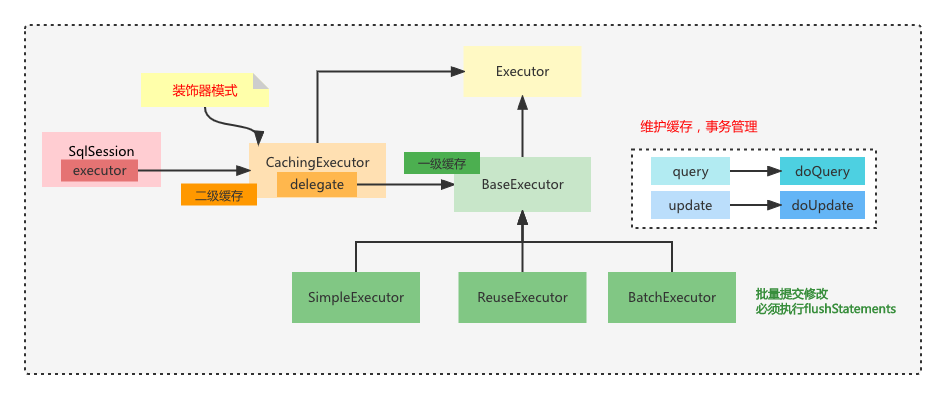 Executor
装饰器模式
维护缓存，事务管理
SqlSession
executor
CachingExecutor
delegate
二级缓存
一级缓存
BaseExecutor
query
doQuery
update
doUpdate
SimpleExecutor
ReuseExecutor
BatchExecutor
批量提交修改
必须执行flushStatements